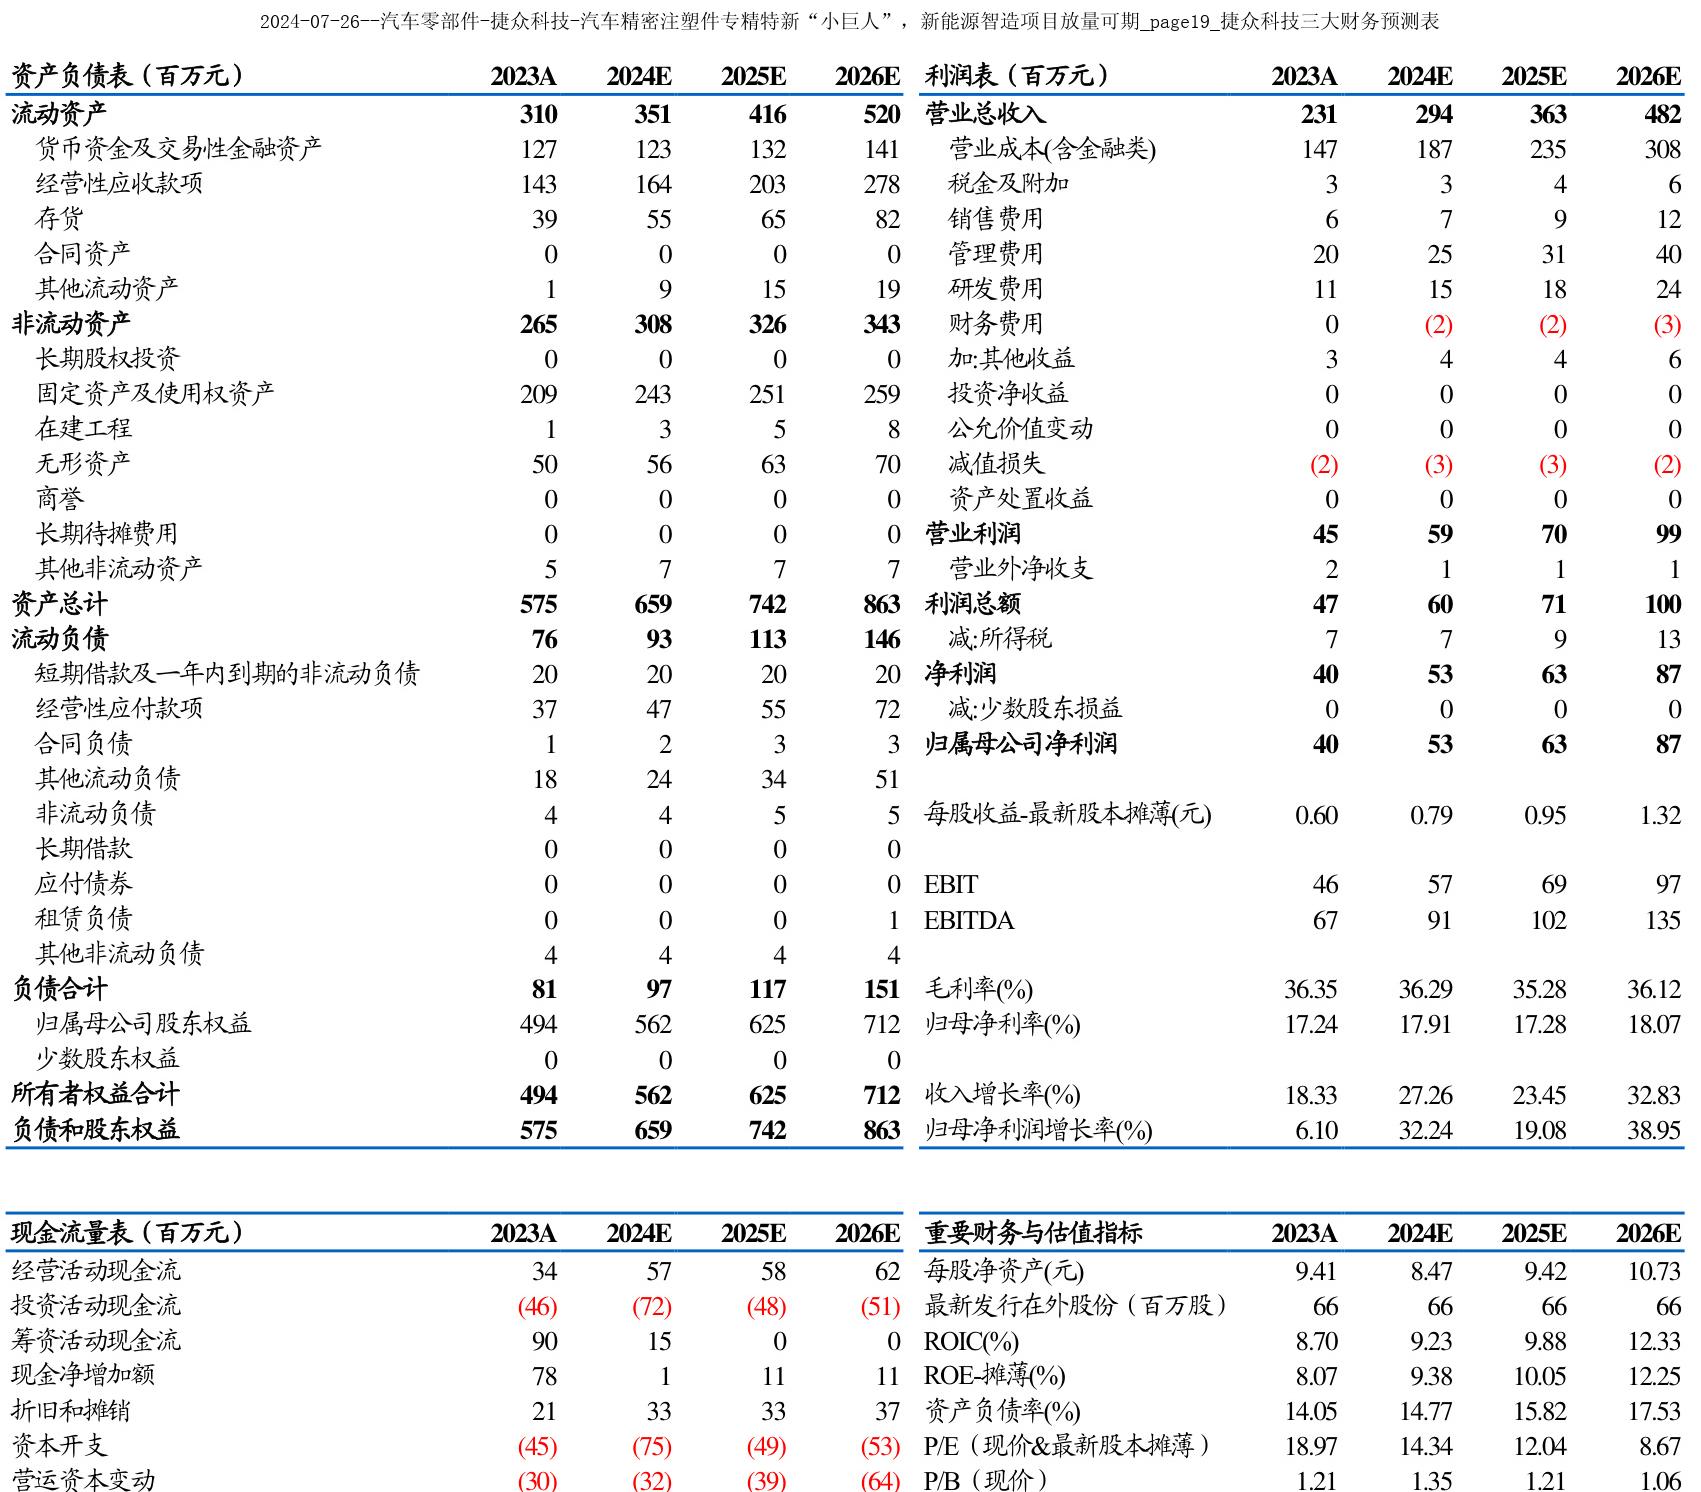 2024-07-26--汽车零部件-捷众科技-汽车精密注塑件专精特新“小巨人”，新能源智造项目放量可期_page19_捷众科技三大财务预测表
资产负债表（百万元） 2023A 2024E 2025E 2026E 利润表（百万元） 2023A 2024E 2025E 2026E
流动资产 310 351 416 520 营业总收入 231 294 363 482
货币资金及交易性金融资产 127 123 132 141 营业成本(含金融类) 147 187 235 308
经营性应收款项 143 164 203 278 税金及附加 3 3 4 6
存货 39 55 65 82 销售费用 6 7 9 12
合同资产 0 0 0 0 管理费用 20 25 31 40
其他流动资产 1 9 15 19 研发费用 11 15 18 24
非流动资产 265 308 326 343 财务费用 0 (2) (2) (3)
长期股权投资 0 0 0 0 加:其他收益 3 4 4 6
固定资产及使用权资产 209 243 251 259 投资净收益 0 0 0 0
在建工程 1 3 5 8 公允价值变动 0 0 0 0
无形资产 50 56 63 70 减值损失 (2) (3) (3) (2)
商誉 0 0 0 0 资产处置收益 0 0 0 0
长期待摊费用 0 0 0 0 营业利润 45 59 70 99
其他非流动资产 5 7 7 7 营业外净收支 2 1 1 1
资产总计 575 659 742 863 利润总额 47 60 71 100
流动负债 76 93 113 146 减:所得税 7 7 9 13
短期借款及一年内到期的非流动负债 20 20 20 20 净利润 40 53 63 87
经营性应付款项 37 47 55 72 减:少数股东损益 0 0 0 0
合同负债 1 2 3 3 归属母公司净利润 40 53 63 87
其他流动负债 18 24 34 51
非流动负债 4 4 5 5 每股收益-最新股本摊薄(元) 0.60 0.79 0.95 1.32
长期借款 0 0 0 0
应付债券 0 0 0 0 EBIT 46 57 69 97
租赁负债 0 0 0 1 EBITDA 67 91 102 135
其他非流动负债 4 4 4 4
负债合计 81 97 117 151 毛利率(%) 36.35 36.29 35.28 36.12
归属母公司股东权益 494 562 625 712 归母净利率(%) 17.24 17.91 17.28 18.07
少数股东权益 0 0 0 0
所有者权益合计 494 562 625 712 收入增长率(%) 18.33 27.26 23.45 32.83
负债和股东权益 575 659 742 863 归母净利润增长率(%) 6.10 32.24 19.08 38.95
现金流量表（百万元） 2023A 2024E 2025E 2026E 重要财务与估值指标 2023A 2024E 2025E 2026E
经营活动现金流 34 57 58 62 每股净资产(元) 9.41 8.47 9.42 10.73
投资活动现金流 (46) (72) (48) (51) 最新发行在外股份（百万股） 66 66 66 66
筹资活动现金流 90 15 0 0 ROIC(%) 8.70 9.23 9.88 12.33
现金净增加额 78 1 11 11 ROE-摊薄(%) 8.07 9.38 10.05 12.25
折旧和摊销 21 33 33 37 资产负债率(%) 14.05 14.77 15.82 17.53
资本开支 (45) (75) (49) (53) P/E（现价&最新股本摊薄） 18.97 14.34 12.04 8.67
营运资本变动 (30) (32) (39) (64) P/B（现价） 1.21 1.35 1.21 1.06